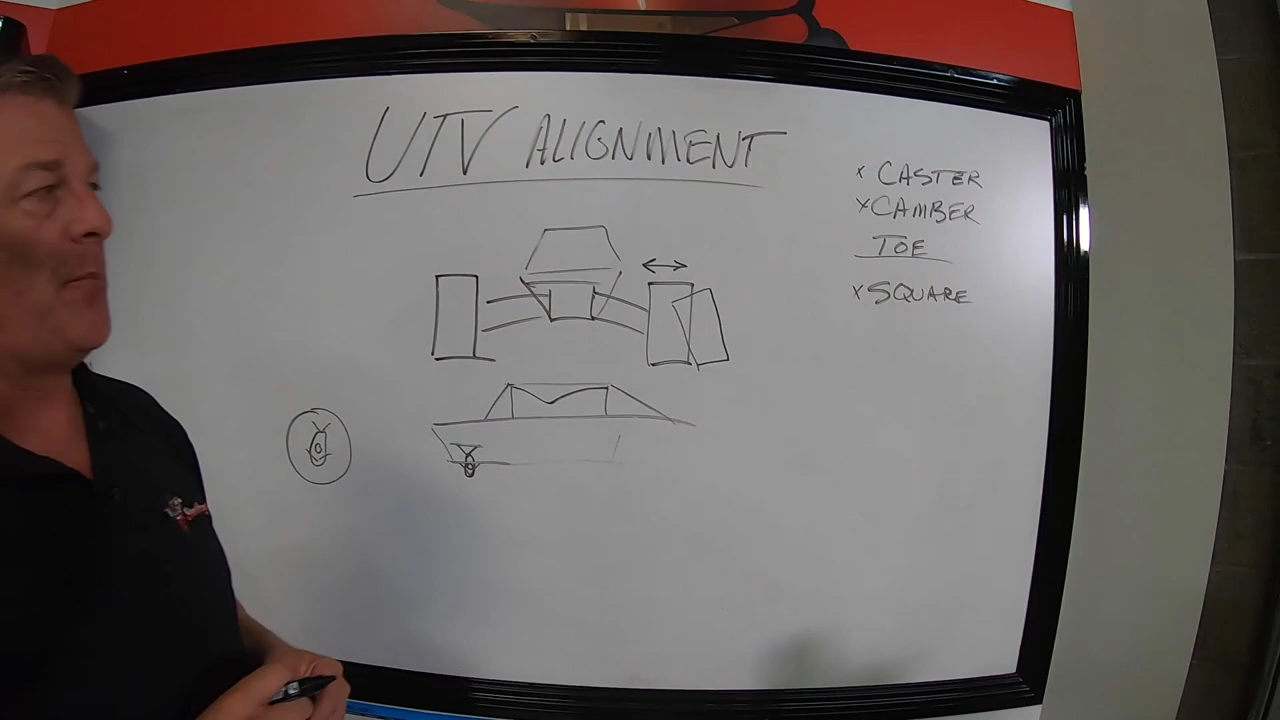 UTV ALIGNMENT
x CASTER
x CAMBER
TOE
x SQUARE